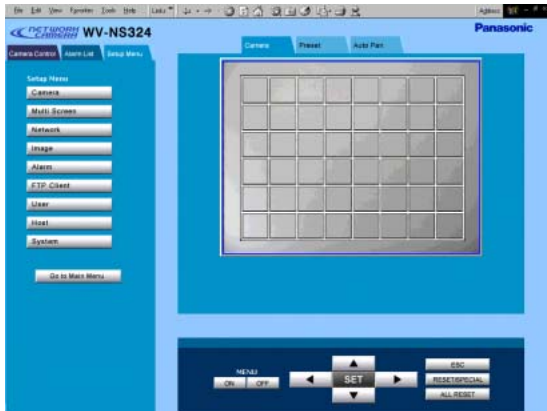 File Edit View Favorites Tools Help Links
Address
NETWORK CAMERA WV-NS324
Panasonic
Camera Control Alarm List Setup Menu
Camera Preset Auto Pan
Setup Menu
Camera
Multi Screen
Network
Image
Alarm
FTP Client
User
Host
System
Go to Main Menu
MENU
ON OFF
SET
ESC
RESET/SPECIAL
ALL RESET